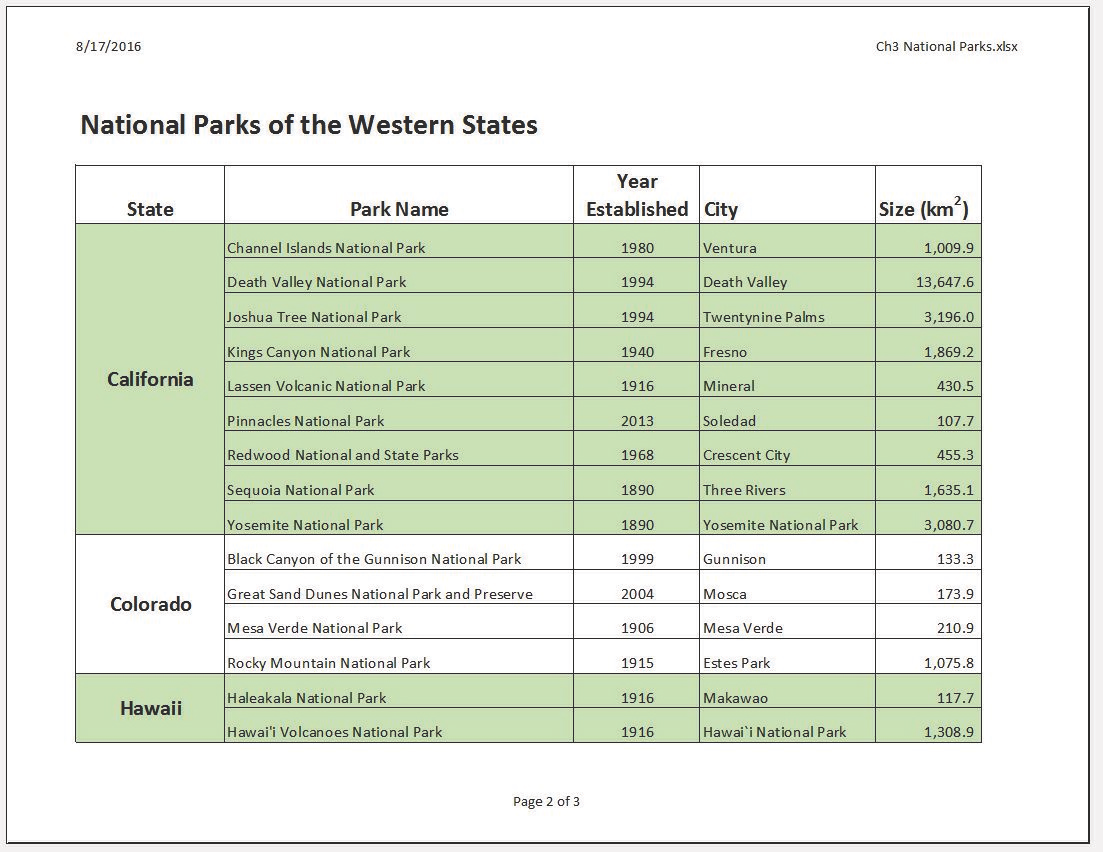 8/17/2016 Ch3 National Parks.xlsx
National Parks of the Western States
State Park Name Year Established City Size (km²)
California
Channel Islands National Park 1980 Ventura 1,009.9
Death Valley National Park 1994 Death Valley 13,647.6
Joshua Tree National Park 1994 Twentynine Palms 3,196.0
Kings Canyon National Park 1940 Fresno 1,869.2
Lassen Volcanic National Park 1916 Mineral 430.5
Pinnacles National Park 2013 Soledad 107.7
Redwood National and State Parks 1968 Crescent City 455.3
Sequoia National Park 1890 Three Rivers 1,635.1
Yosemite National Park 1890 Yosemite National Park 3,080.7
Colorado
Black Canyon of the Gunnison National Park 1999 Gunnison 133.3
Great Sand Dunes National Park and Preserve 2004 Mosca 173.9
Mesa Verde National Park 1906 Mesa Verde 210.9
Rocky Mountain National Park 1915 Estes Park 1,075.8
Hawaii
Haleakala National Park 1916 Makawao 117.7
Hawai'i Volcanoes National Park 1916 Hawai`i National Park 1,308.9
Page 2 of 3